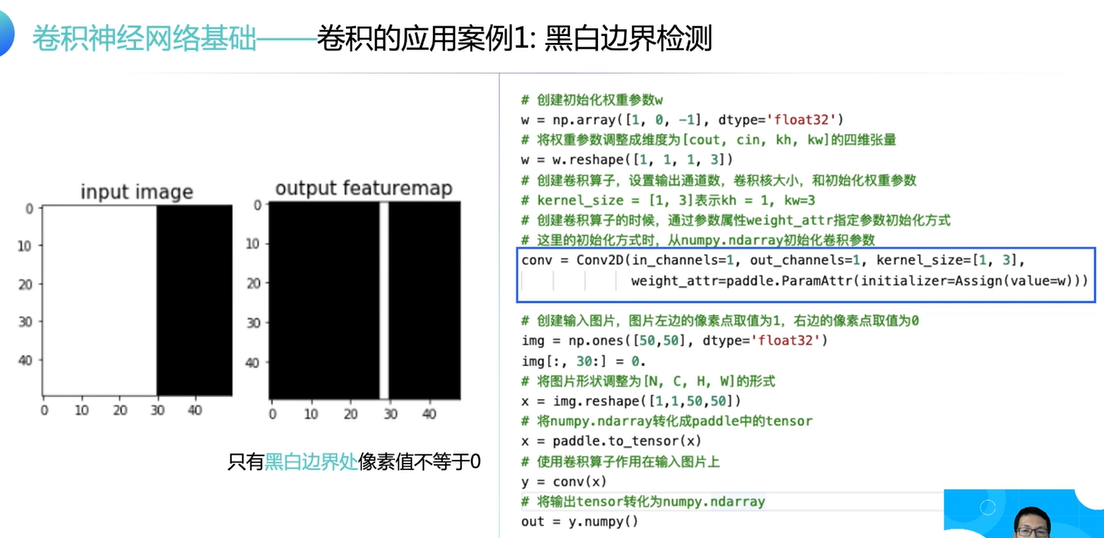 卷积神经网络基础——卷积的应用案例1: 黑白边界检测
input image
0
10
20
30
40
0 10 20 30 40
output featuremap
0
10
20
30
40
0 10 20 30 40
只有黑白边界处像素值不等于0
# 创建初始化权重参数w
w = np.array([1, 0, -1], dtype='float32')
# 将权重参数调整成维度为[cout, cin, kh, kw]的四维张量
w = w.reshape([1, 1, 1, 3])
# 创建卷积算子，设置输出通道数，卷积核大小，和初始化权重参数
# kernel_size = [1, 3]表示kh = 1, kw=3
# 创建卷积算子的时候，通过参数属性weight_attr指定参数初始化方式
# 这里的初始化方式时，从numpy.ndarray初始化卷积参数
conv = Conv2D(in_channels=1, out_channels=1, kernel_size=[1, 3],
weight_attr=paddle.ParamAttr(initializer=Assign(value=w)))
# 创建输入图片，图片左边的像素点取值为1，右边的像素点取值为0
img = np.ones([50,50], dtype='float32')
img[:, 30:] = 0.
# 将图片形状调整为[N, C, H, W]的形式
x = img.reshape([1,1,50,50])
# 将numpy.ndarray转化成paddle中的tensor
x = paddle.to_tensor(x)
# 使用卷积算子作用在输入图片上
y = conv(x)
# 将输出tensor转化为numpy.ndarray
out = y.numpy()